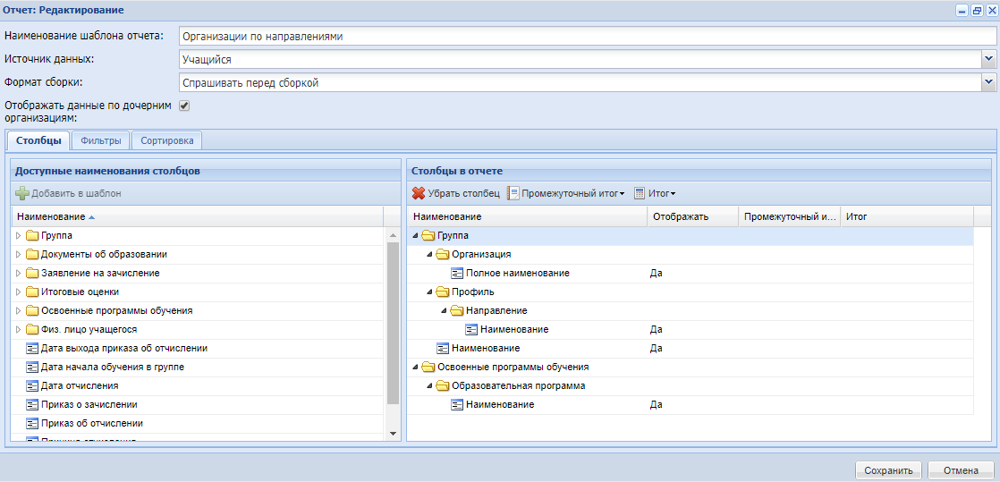 Отчет: Редактирование
Наименование шаблона отчета: Организации по направлениями
Источник данных: Учащийся
Формат сборки: Спрашивать перед сборкой
Отображать данные по дочерним
организациям:
Столбцы Фильтры Сортировка
Доступные наименования столбцов
Добавить в шаблон
Наименование
Группа
Документы об образовании
Заявление на зачисление
Итоговые оценки
Освоенные программы обучения
Физ. лицо учащегося
Дата выхода приказа об отчислении
Дата начала обучения в группе
Дата отчисления
Приказ о зачислении
Приказ об отчислении
Столбцы в отчете
Убрать столбец Промежуточный итог Итог
Наименование Отображать Промежуточный и... Итог
Группа
Организация
Полное наименование Да
Профиль
Направление
Наименование Да
Наименование Да
Освоенные программы обучения
Образовательная программа
Наименование Да
Сохранить Отмена